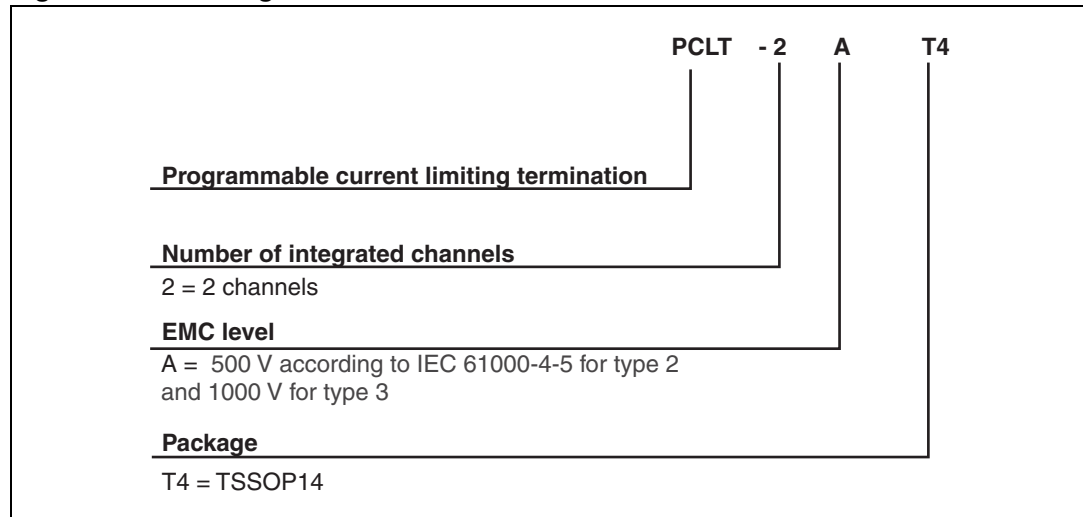 PCLT - 2 A T4
Programmable current limiting termination
Number of integrated channels
2 = 2 channels
EMC level
A = 500 V according to IEC 61000-4-5 for type 2
and 1000 V for type 3
Package
T4 = TSSOP14